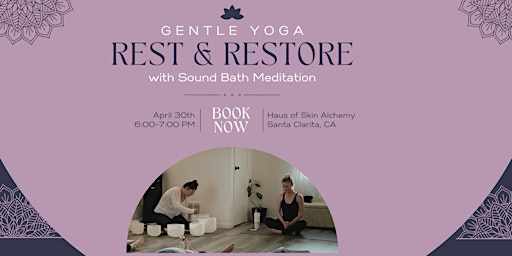 GENTLE YOGA
REST & RESTORE
with Sound Bath Meditation
April 30th
6:00-7:00 PM
BOOK
NOW
Haus of Skin Alchemy
Santa Clarita, CA